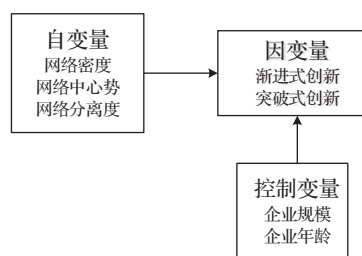 自变量
网络密度
网络中心势
网络分离度
因变量
渐进式创新
突破式创新
控制变量
企业规模
企业年龄